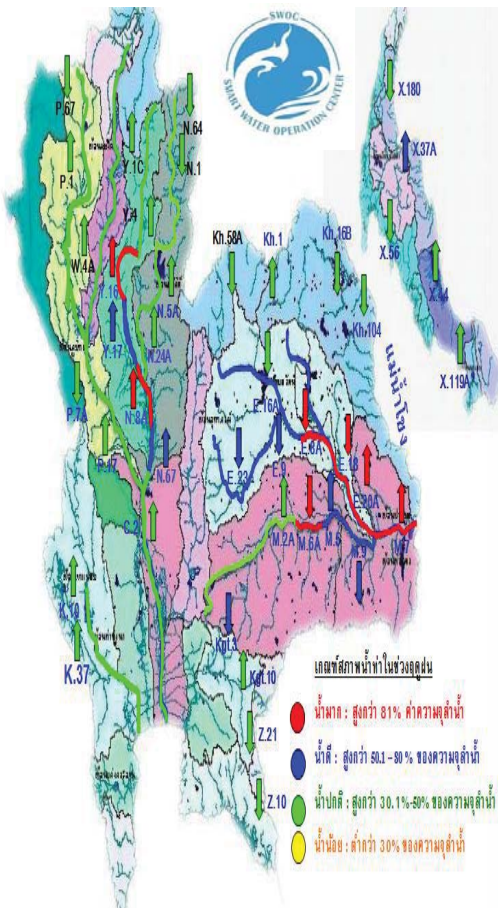 SWOC
SMART WATER OPERATION CENTER
P.67
P.1
W.4A
Y.1C
Y.4
N.64
N.1
Y.16
Y.17
N.5A
N.24A
N.8A
P.7A
P.17
N.67
C.2
K.10
K.37
Kh.58A
Kh.1
Kh.16B
Kh.104
แม่น้ำโขง
E.16A
E.23
E.9
E.8A
E.18
E.20A
M.2A
M.6A
M.5
M.9
M.7
Kgt.3
Kgt.10
Z.21
Z.10
X.180
X.37A
X.56
X.44
X.119A
เกณฑ์สภาพน้ำท่าในช่วงฤดูฝน
น้ำมาก : สูงกว่า 81% ค่าความจุลำน้ำ
น้ำดี : สูงกว่า 50.1 - 80 % ของความจุลำน้ำ
น้ำปกติ : สูงกว่า 30.1%-50% ของความจุลำน้ำ
น้ำน้อย : ต่ำกว่า 30% ของความจุลำน้ำ